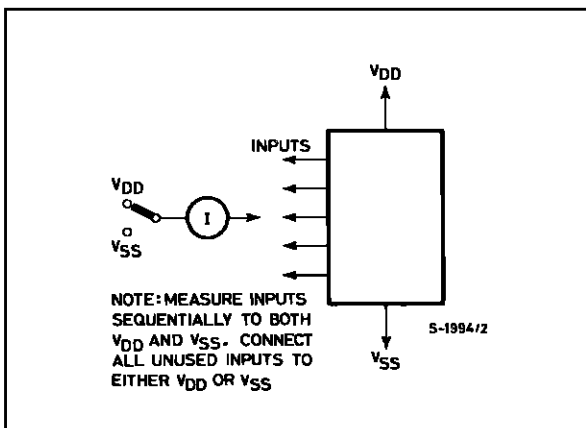 VDD
INPUTS
VDD
I
VSS
NOTE: MEASURE INPUTS
SEQUENTIALLY TO BOTH
VDD AND VSS. CONNECT
ALL UNUSED INPUTS TO
EITHER VDD OR VSS
S-1994/2
VSS